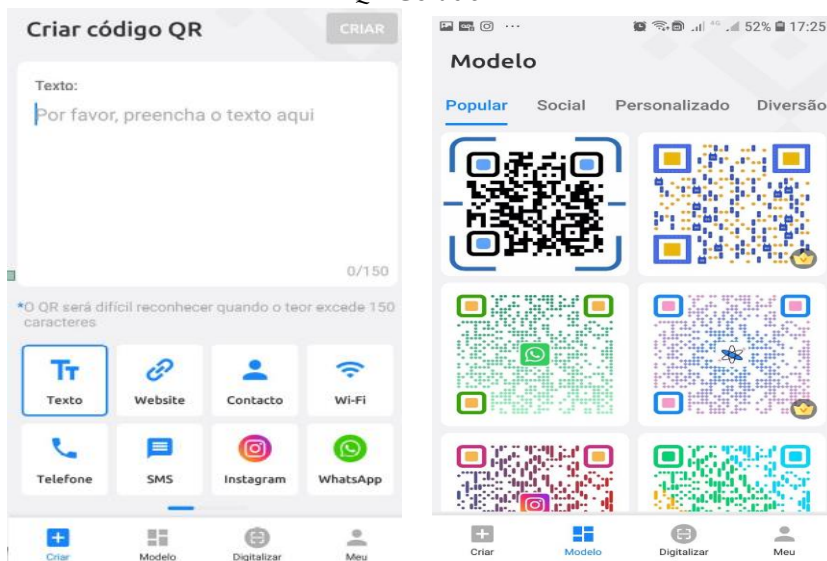 Criar código QR
CRIAR
Texto:
Por favor, preencha o texto aqui
0/150
*O QR será difícil reconhecer quando o teor excede 150
caracteres
Texto
Website
Contacto
Wi-Fi
Telefone
SMS
Instagram
WhatsApp
Criar
Modelo
Digitalizar
Meu
4G 52% 17:25
Modelo
Popular Social Personalizado Diversão
Criar
Modelo
Digitalizar
Meu